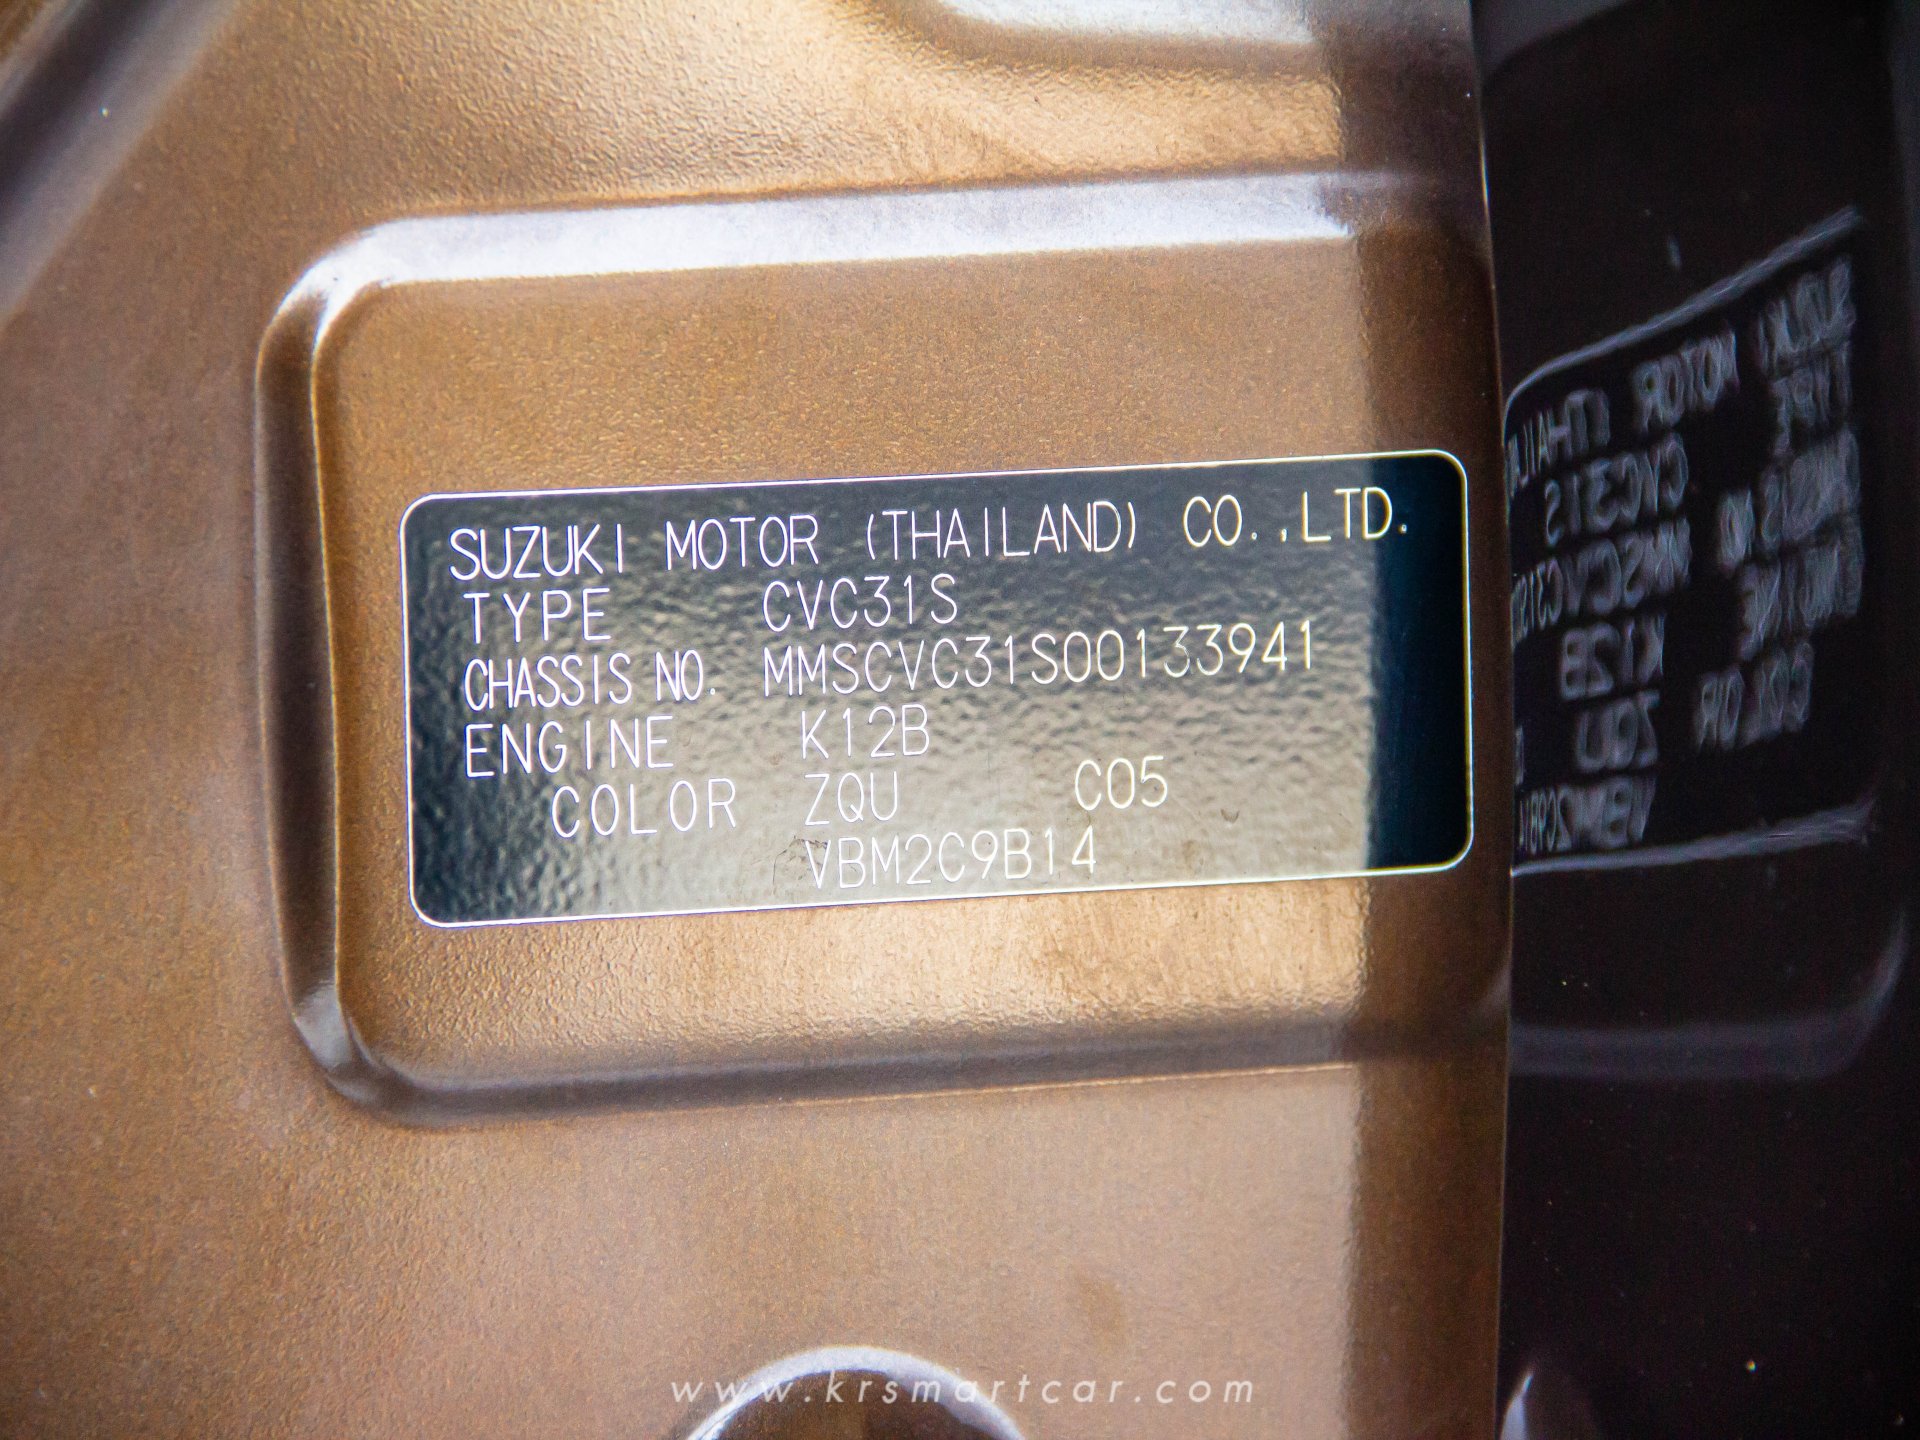 SUZUKI MOTOR (THAILAND) CO.,LTD.
TYPE CVC31S
CHASSIS NO. MMSCVC31S00133941
ENGINE K12B
COLOR ZQU C05
VBM2C9B14
www.krsmartcar.com